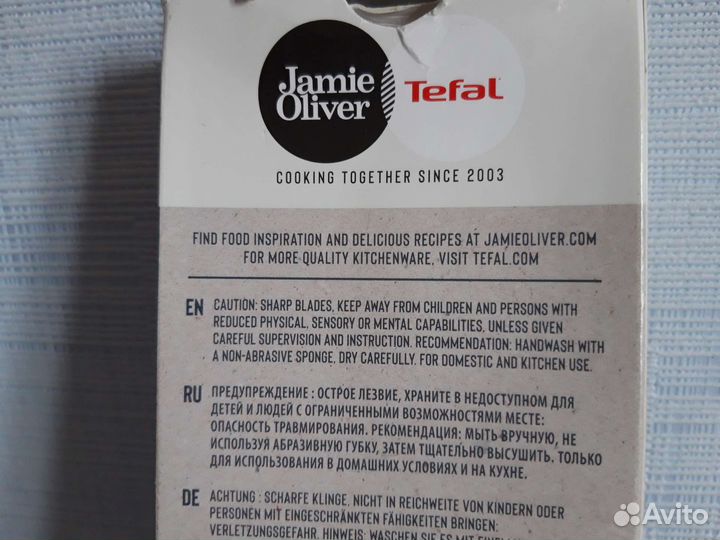 Jamie
Oliver
Tefal
COOKING TOGETHER SINCE 2003
FIND FOOD INSPIRATION AND DELICIOUS RECIPES AT JAMIEOLIVER.COM
FOR MORE QUALITY KITCHENWARE, VISIT TEFAL.COM
EN CAUTION: SHARP BLADES, KEEP AWAY FROM CHILDREN AND PERSONS WITH
REDUCED PHYSICAL, SENSORY OR MENTAL CAPABILITIES, UNLESS GIVEN
CAREFUL SUPERVISION AND INSTRUCTION. RECOMMENDATION: HANDWASH WITH
A NON-ABRASIVE SPONGE, DRY CAREFULLY. FOR DOMESTIC AND KITCHEN USE.
RU ПРЕДУПРЕЖДЕНИЕ : ОСТРОЕ ЛЕЗВИЕ, ХРАНИТЕ В НЕДОСТУПНОМ ДЛЯ
ДЕТЕЙ И ЛЮДЕЙ С ОГРАНИЧЕННЫМИ ВОЗМОЖНОСТЯМИ МЕСТЕ:
ОПАСНОСТЬ ТРАВМИРОВАНИЯ. РЕКОМЕНДАЦИЯ: МЫТЬ ВРУЧНУЮ, НЕ
ИСПОЛЬЗУЯ АБРАЗИВНУЮ ГУБКУ, ЗАТЕМ ТЩАТЕЛЬНО ВЫСУШИТЬ. ТОЛЬКО
ДЛЯ ИСПОЛЬЗОВАНИЯ В ДОМАШНИХ УСЛОВИЯХ И НА КУХНЕ.
DE ACHTUNG : SCHARFE KLINGE. NICHT IN REICHWEITE VON KINDERN ODER
PERSONEN MIT EINGESCHRÄNKTEN FÄHIGKEITEN BRINGEN:
VERLETZUNGSGEFAHR. HINWEIS: WASCHEN SIE ES MIT
Avito